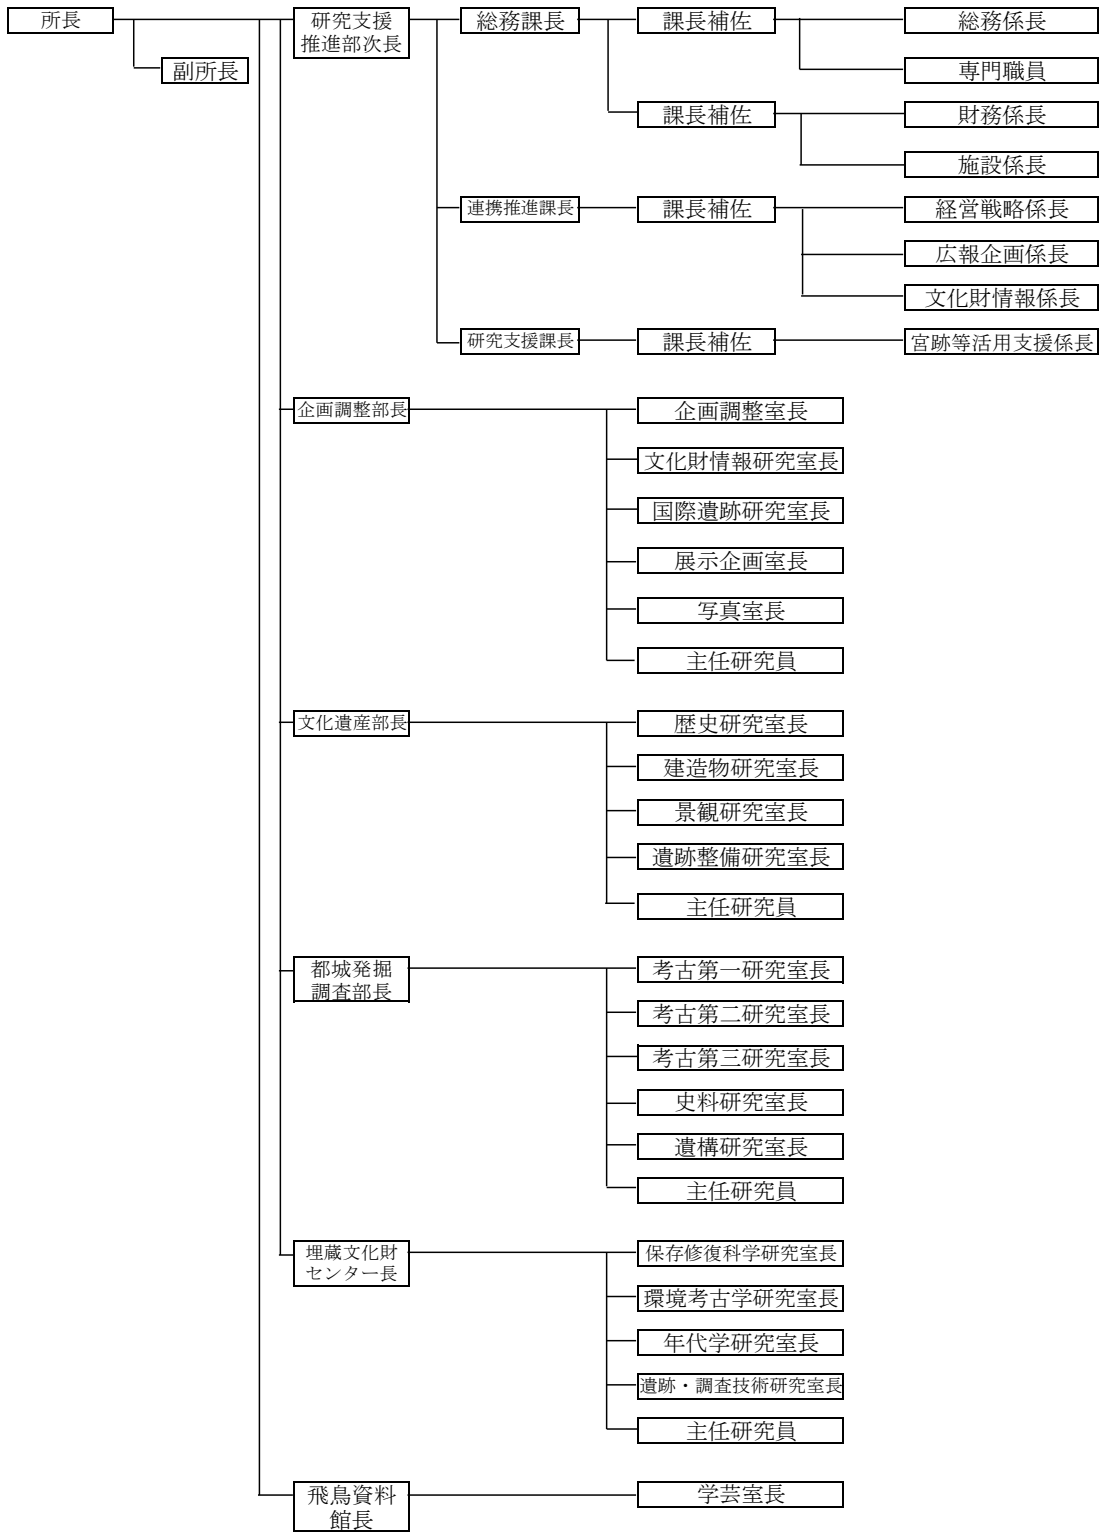 所長
副所長
研究支援
推進部次長
総務課長
課長補佐
総務係長
専門職員
課長補佐
財務係長
施設係長
連携推進課長
課長補佐
経営戦略係長
広報企画係長
文化財情報係長
研究支援課長
課長補佐
宮跡等活用支援係長
企画調整部長
企画調整室長
文化財情報研究室長
国際遺跡研究室長
展示企画室長
写真室長
主任研究員
文化遺産部長
歴史研究室長
建造物研究室長
景観研究室長
遺跡整備研究室長
主任研究員
都城発掘
調査部長
考古第一研究室長
考古第二研究室長
考古第三研究室長
史料研究室長
遺構研究室長
主任研究員
埋蔵文化財
センター長
保存修復科学研究室長
環境考古学研究室長
年代学研究室長
遺跡・調査技術研究室長
主任研究員
飛鳥資料
館長
学芸室長